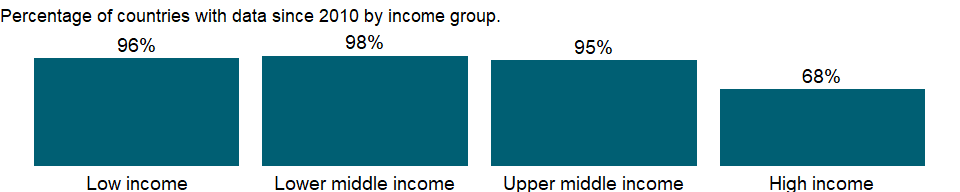 Percentage of countries with data since 2010 by income group.
96%
98%
95%
68%
Low income
Lower middle income
Upper middle income
High income